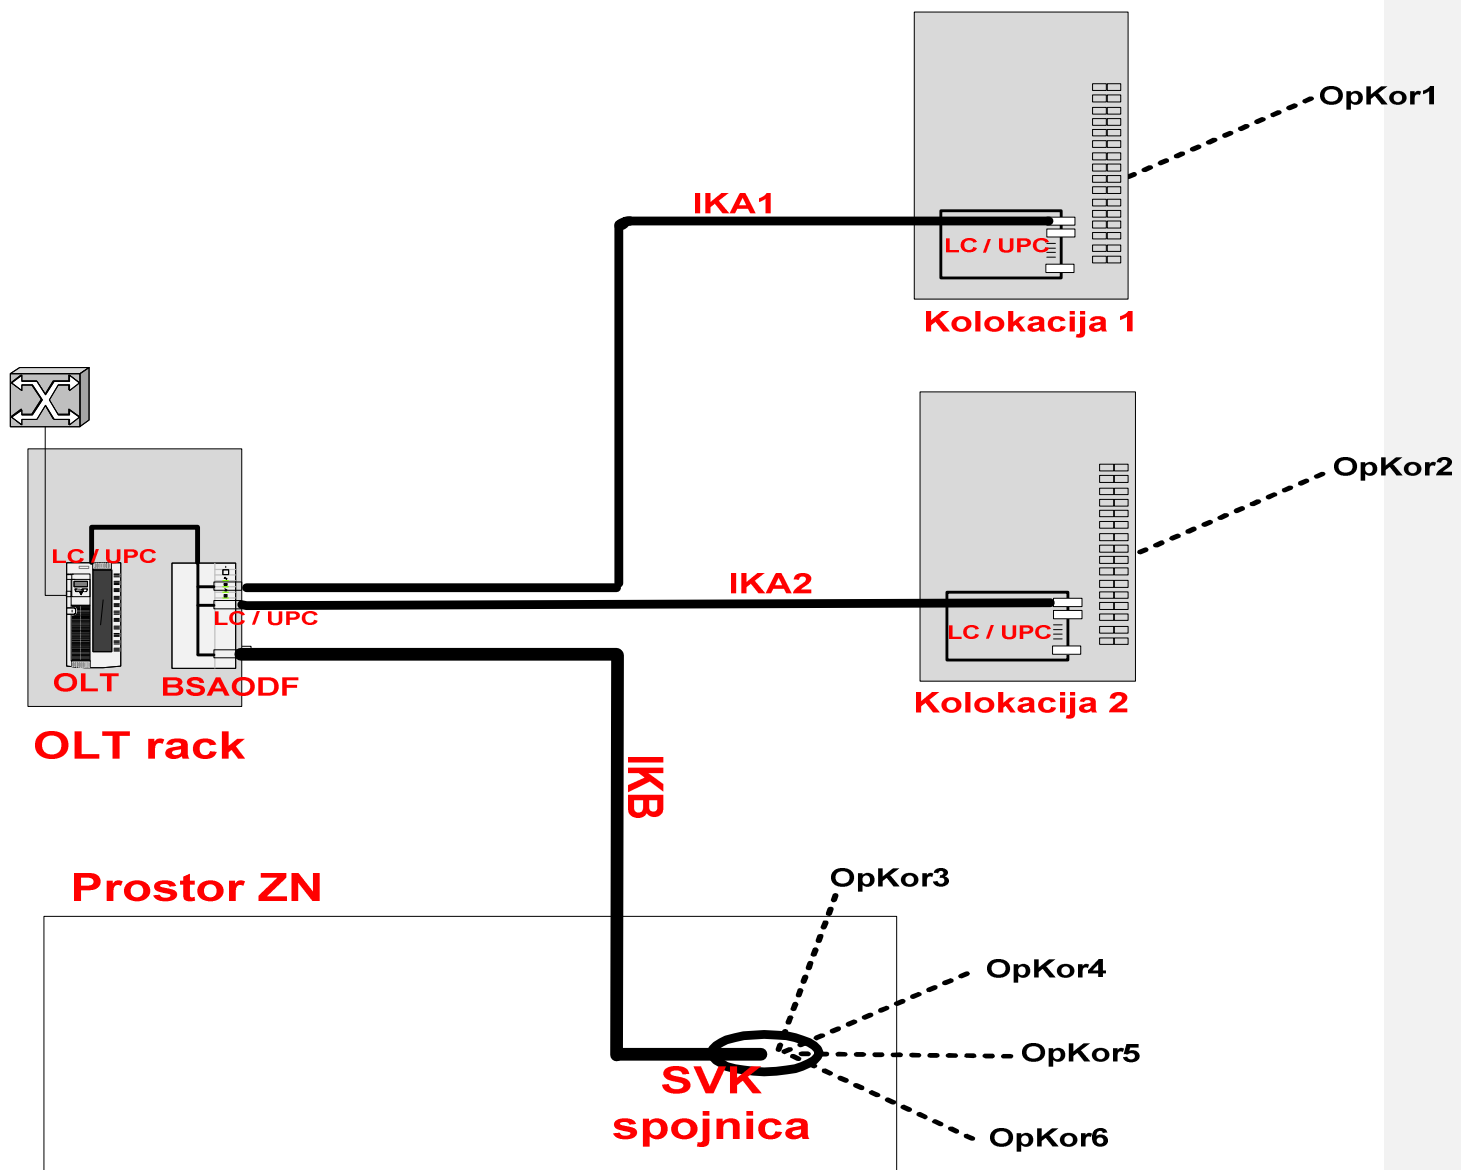 OpKor1
IKA1
LC / UPC
Kolokacija 1
OpKor2
LC / UPC
IKA2
LC / UPC
LC / UPC
OLT
BSAODF
Kolokacija 2
OLT rack
IKB
Prostor ZN
OpKor3
OpKor4
OpKor5
SVK
spojnica
OpKor6